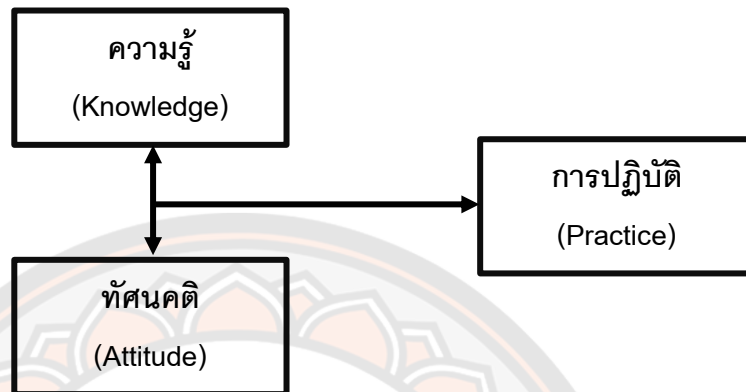 ความรู้
(Knowledge)
การปฏิบัติ
(Practice)
ทัศนคติ
(Attitude)